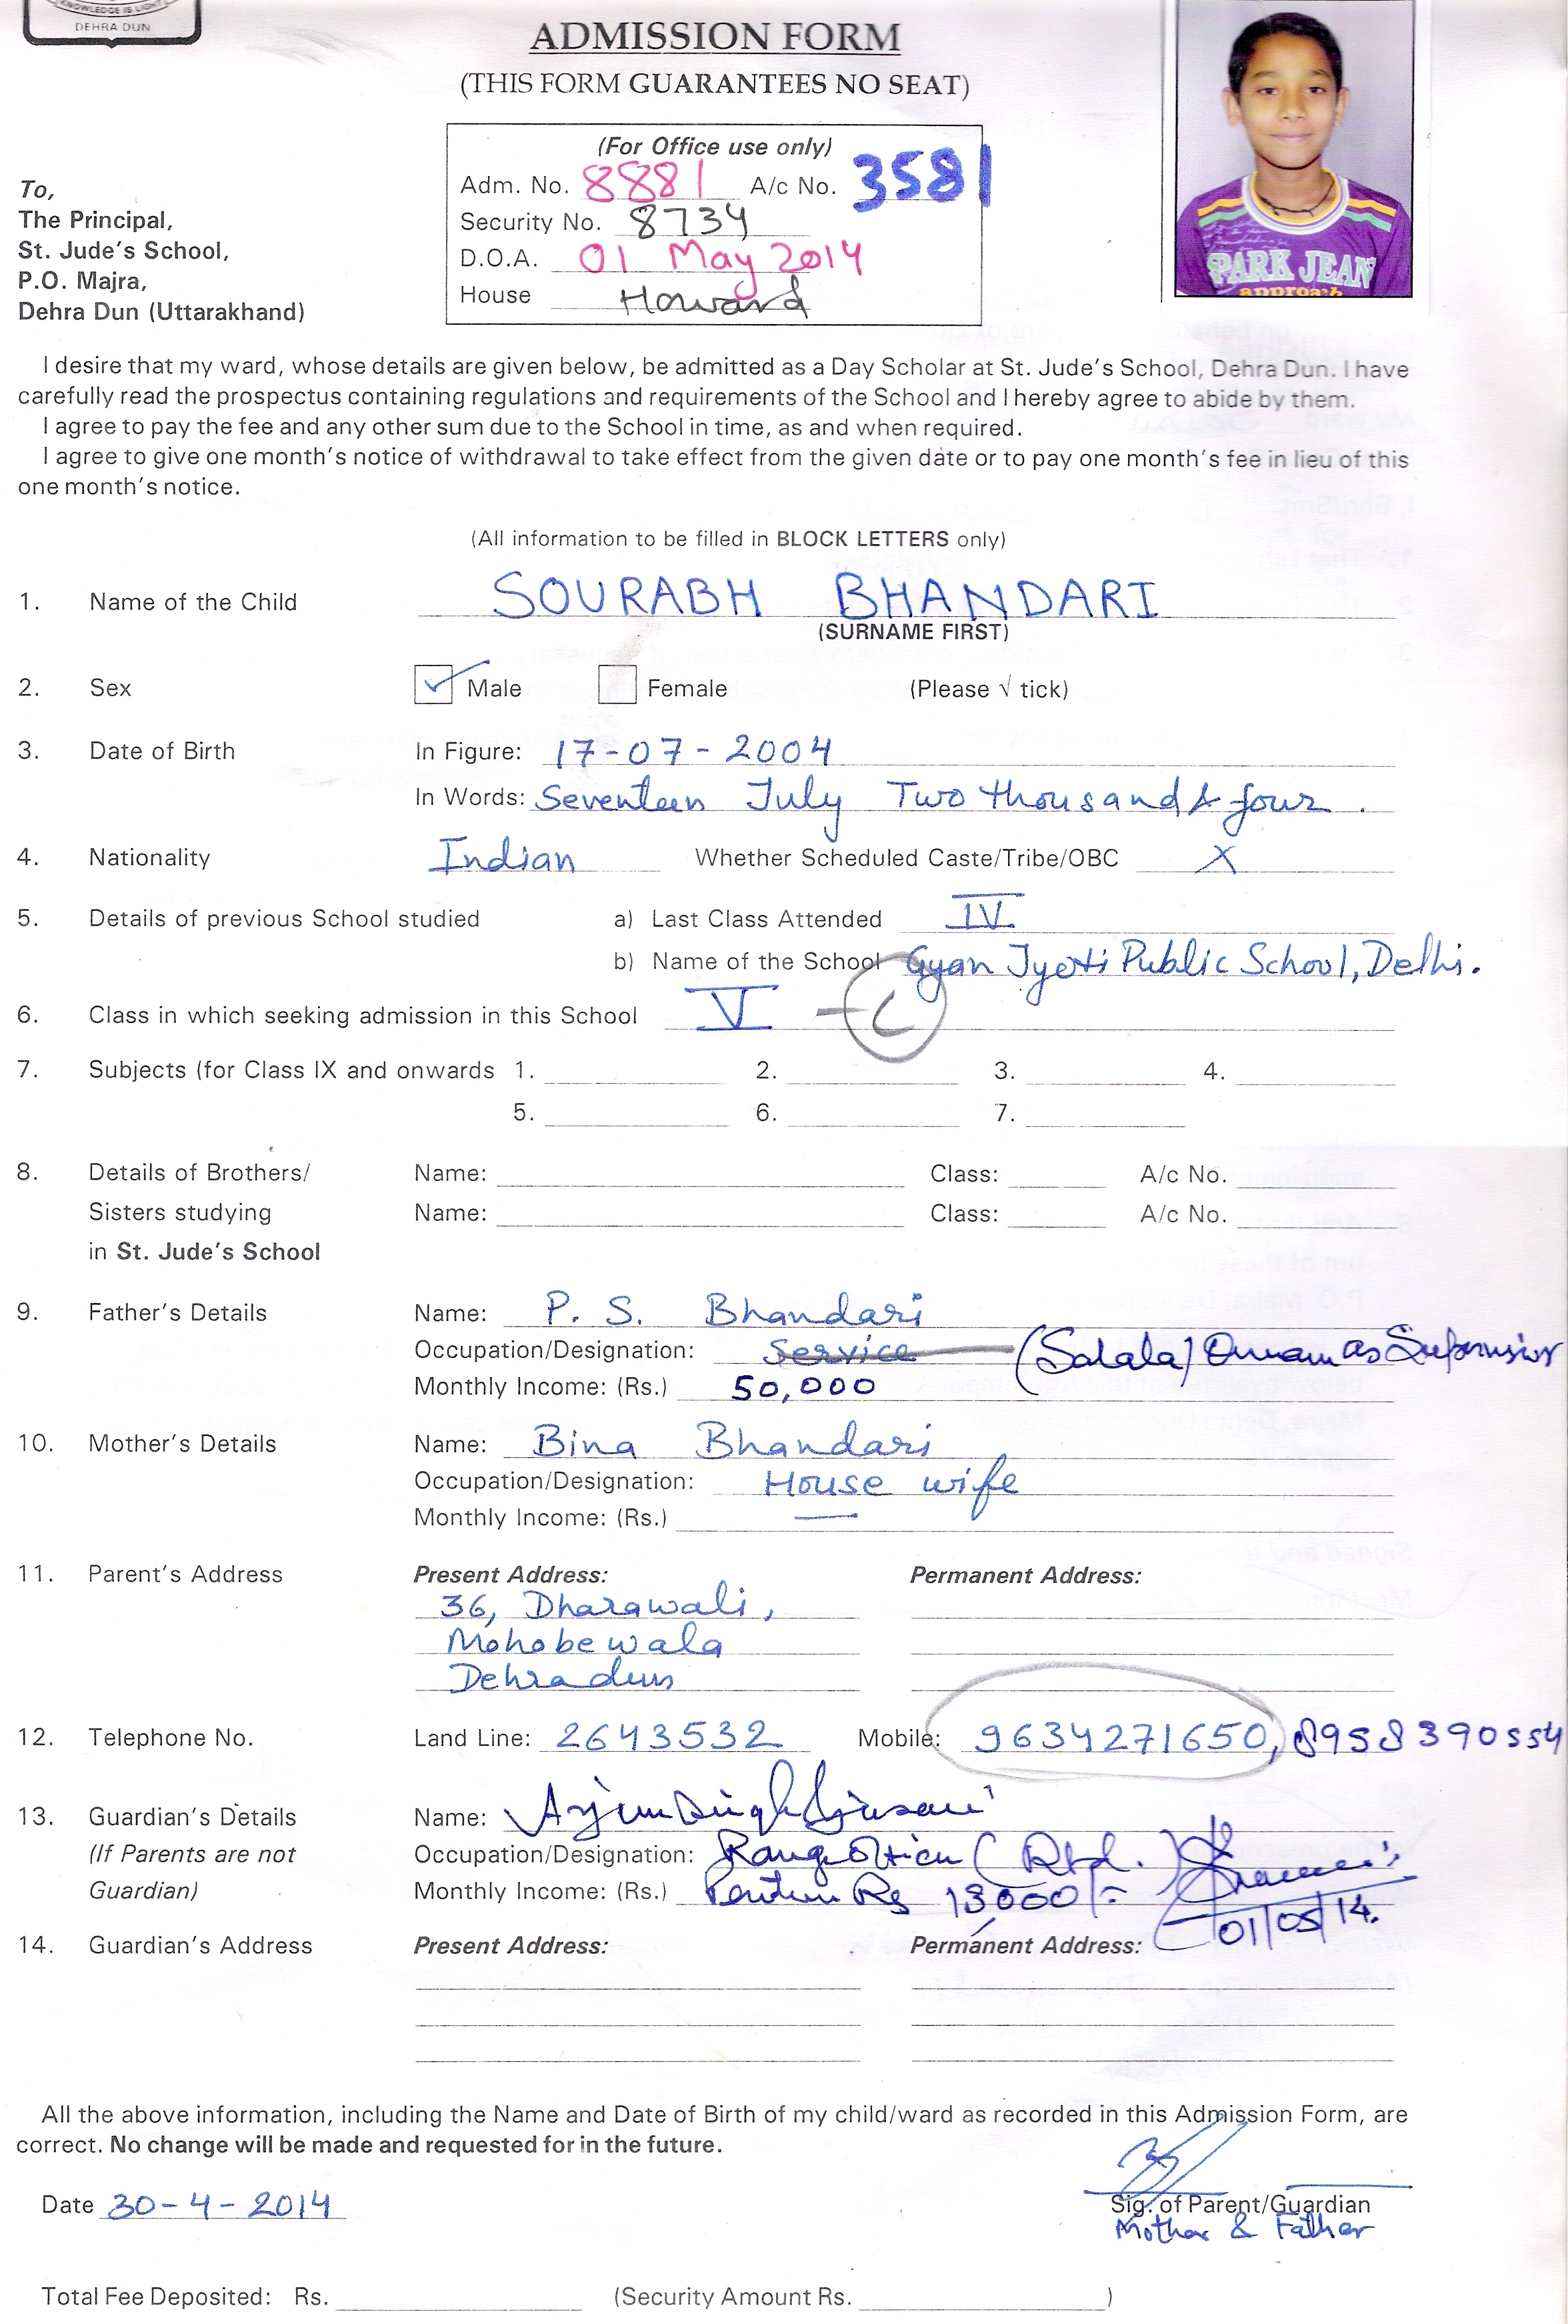 KNOWLEDGE IS LIGHT
DEHRA DUN
ADMISSION FORM
(THIS FORM GUARANTEES NO SEAT)
(For Office use only)
Adm. No. 8881 A/c No. 3581
Security No. 8734
D.O.A. 01 May 2014
House Howard
PARK JEAN
approach
To,
The Principal,
St. Jude's School,
P.O. Majra,
Dehra Dun (Uttarakhand)
I desire that my ward, whose details are given below, be admitted as a Day Scholar at St. Jude's School, Dehra Dun. I have
carefully read the prospectus containing regulations and requirements of the School and I hereby agree to abide by them.
I agree to pay the fee and any other sum due to the School in time, as and when required.
I agree to give one month's notice of withdrawal to take effect from the given date or to pay one month's fee in lieu of this
one month's notice.
(All information to be filled in BLOCK LETTERS only)
1. Name of the Child SOURABH BHANDARI
(SURNAME FIRST)
2. Sex ✓ Male Female (Please √ tick)
3. Date of Birth In Figure: 17-07-2004
In Words: Seventeen July Two thousand & four.
4. Nationality Indian Whether Scheduled Caste/Tribe/OBC X
5. Details of previous School studied a) Last Class Attended IV
b) Name of the School Gyan Jyoti Public School, Delhi.
6. Class in which seeking admission in this School V - C
7. Subjects (for Class IX and onwards 1. 2. 3. 4.
5. 6. 7.
8. Details of Brothers/ Name: Class: A/c No.
Sisters studying Name: Class: A/c No.
in St. Jude's School
9. Father's Details Name: P. S. Bhandari
Occupation/Designation: Service (Salala) Oman as Supervisor
Monthly Income: (Rs.) 50,000
10. Mother's Details Name: Bina Bhandari
Occupation/Designation: House wife
Monthly Income: (Rs.) —
11. Parent's Address Present Address: Permanent Address:
36, Dharawali,
Mohobewala
Dehradun
12. Telephone No. Land Line: 2643532 Mobile: 9634271650, 8958390554
13. Guardian's Details Name: Arjun Singh
(If Parents are not Occupation/Designation: Range (Rtd.)
Guardian) Monthly Income: (Rs.) Rs 13,000/=
01/05/14.
14. Guardian's Address Present Address: Permanent Address:
All the above information, including the Name and Date of Birth of my child/ward as recorded in this Admission Form, are
correct. No change will be made and requested for in the future.
Date 30-4-2014 Sig. of Parent/Guardian
Mother & Father
Total Fee Deposited: Rs. (Security Amount Rs. )